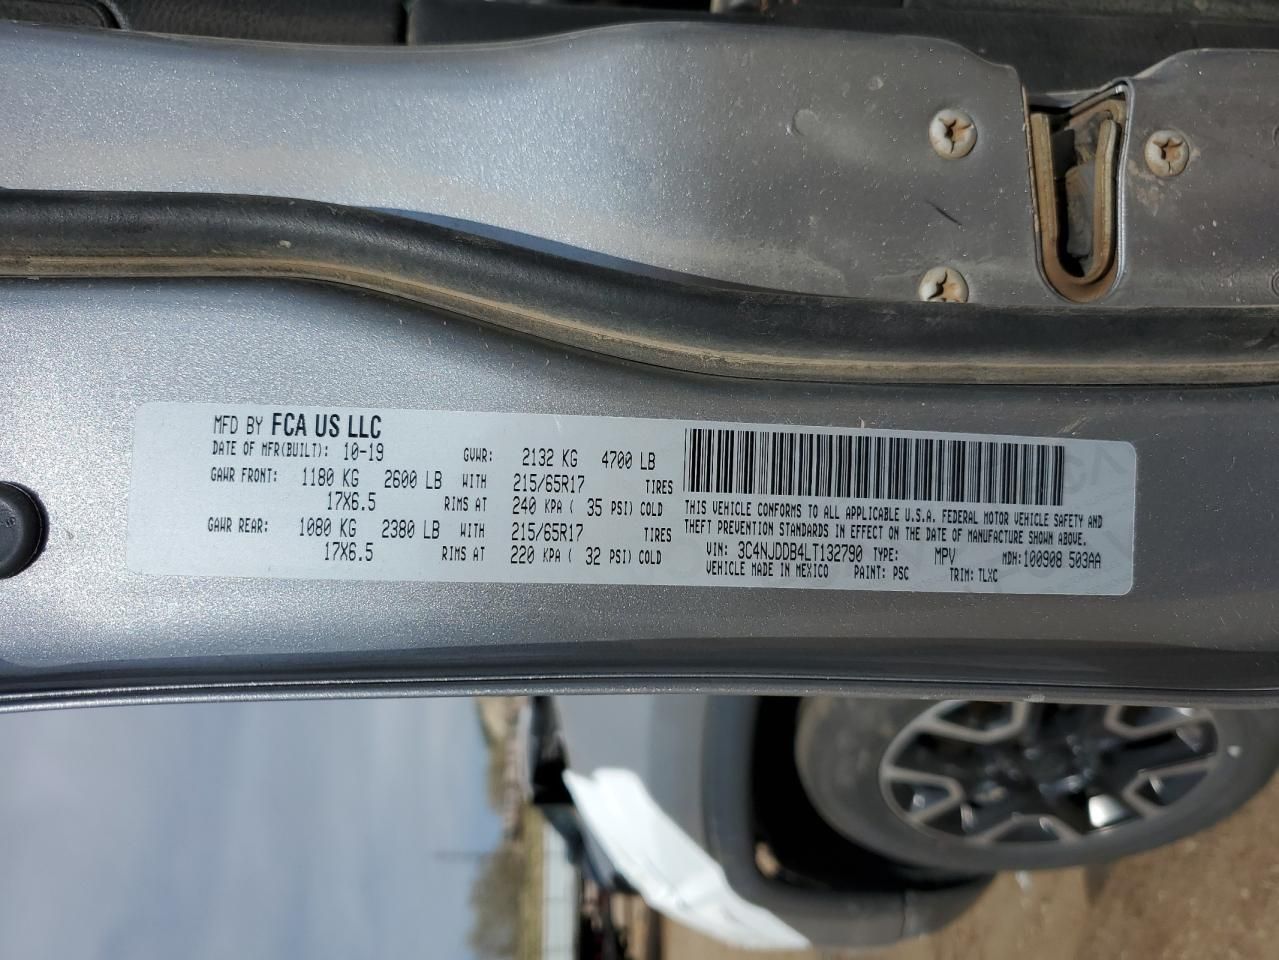 MFD BY FCA US LLC
DATE OF MFR(BUILT): 10-19 GVWR: 2132 KG 4700 LB
GAWR FRONT: 1180 KG 2600 LB WITH 215/65R17 TIRES
17X6.5 RIMS AT 240 KPA ( 35 PSI) COLD
GAWR REAR: 1080 KG 2380 LB WITH 215/65R17 TIRES
17X6.5 RIMS AT 220 KPA ( 32 PSI) COLD
THIS VEHICLE CONFORMS TO ALL APPLICABLE U.S.A. FEDERAL MOTOR VEHICLE SAFETY AND
THEFT PREVENTION STANDARDS IN EFFECT ON THE DATE OF MANUFACTURE SHOWN ABOVE.
VIN: 3C4NJDDB4LT132790 TYPE: MPV MDH:100908 503AA
VEHICLE MADE IN MEXICO PAINT: PSC TRIM: TLXC